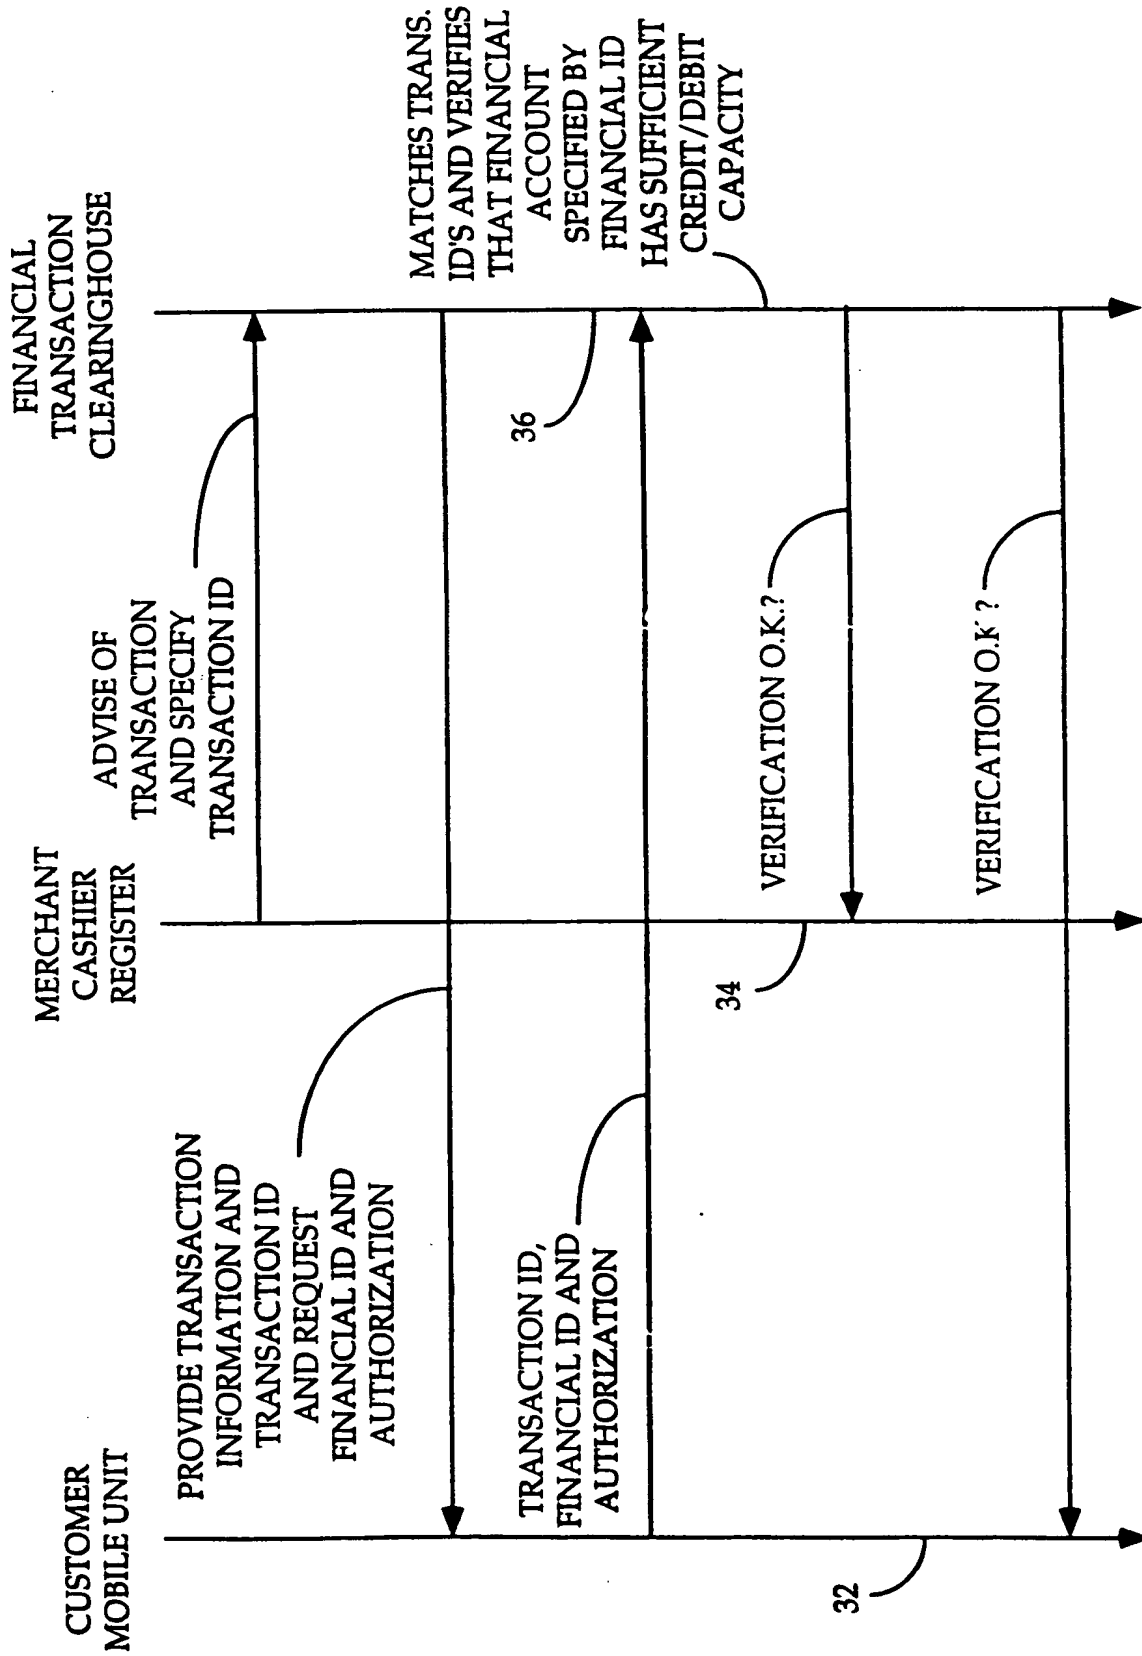 CUSTOMER
MOBILE UNIT
MERCHANT
CASHIER
REGISTER
FINANCIAL
TRANSACTION
CLEARINGHOUSE
ADVISE OF
TRANSACTION
AND SPECIFY
TRANSACTION ID
PROVIDE TRANSACTION
INFORMATION AND
TRANSACTION ID
AND REQUEST
FINANCIAL ID AND
AUTHORIZATION
TRANSACTION ID,
FINANCIAL ID AND
AUTHORIZATION
36
MATCHES TRANS.
ID'S AND VERIFIES
THAT FINANCIAL
ACCOUNT
SPECIFIED BY
FINANCIAL ID
HAS SUFFICIENT
CREDIT/DEBIT
CAPACITY
34
VERIFICATION O.K.?
32
VERIFICATION O.K ?